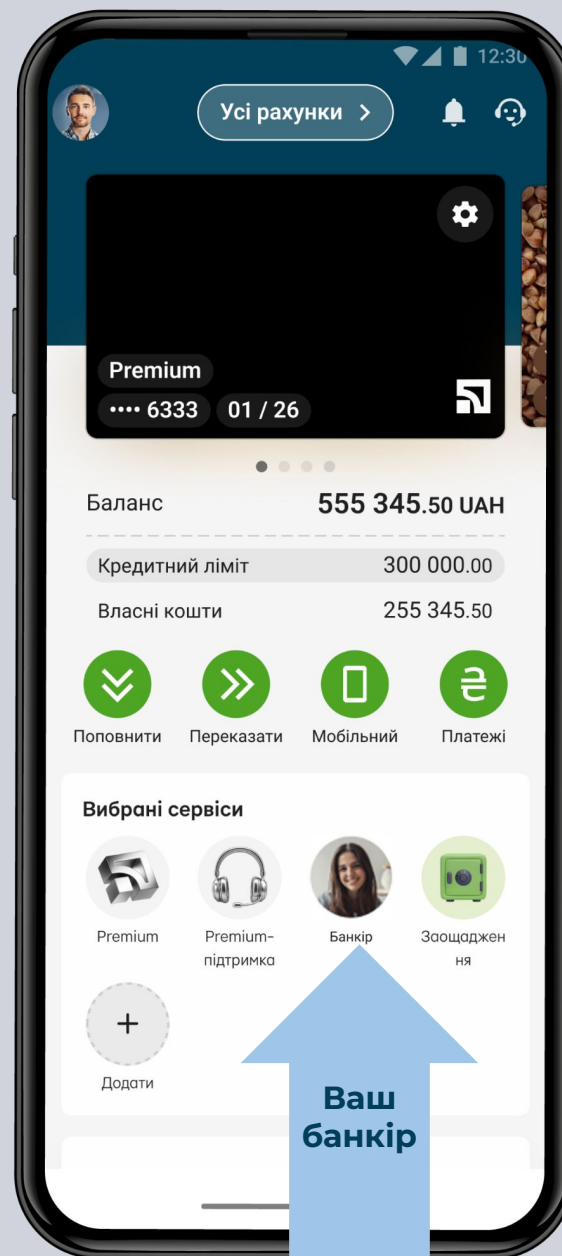 12:30
Усі рахунки >
Premium
•••• 6333 01 / 26
Баланс 555 345.50 UAH
Кредитний ліміт 300 000.00
Власні кошти 255 345.50
Поповнити Переказати Мобільний Платежі
Вибрані сервіси
Premium Premium- Банкір Заощаджен
підтримка ня
Додати
Ваш
банкір